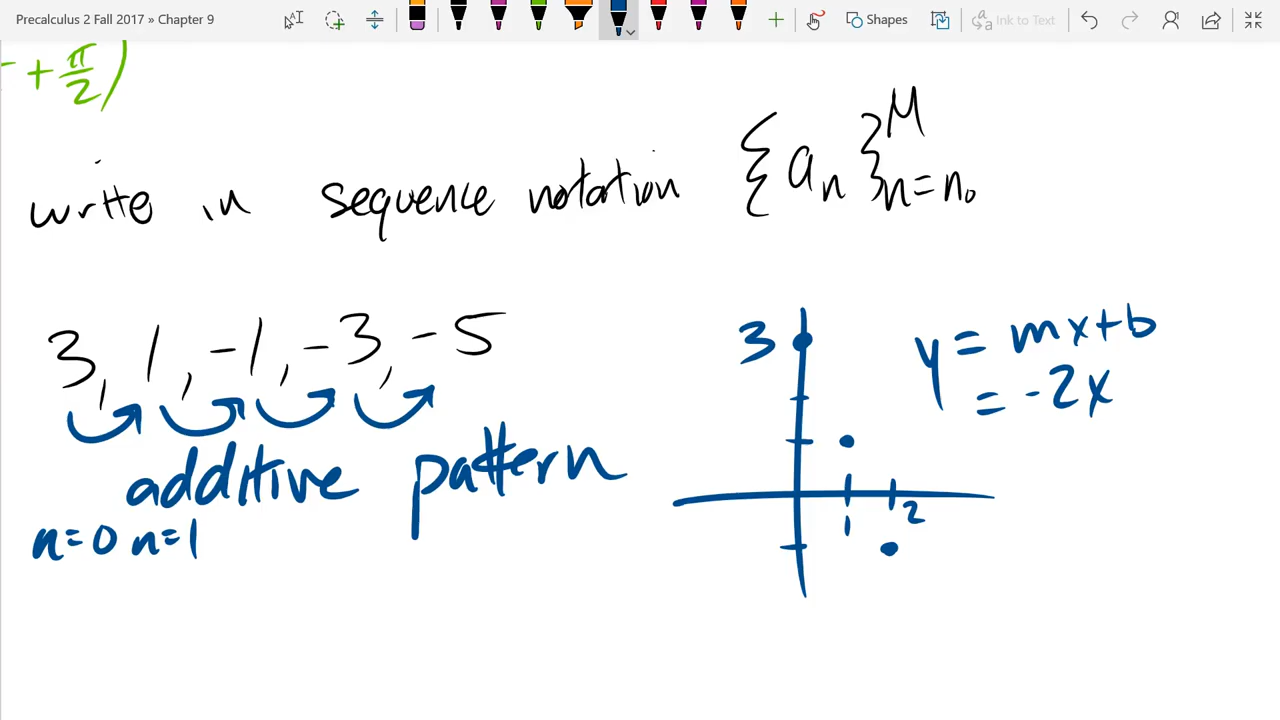 Precalculus 2 Fall 2017 » Chapter 9
Shapes
Ink to Text
+ π/2)
write in sequence notation {aₙ}ᴹₙ₌ₙ₀
3, 1, -1, -3, -5
additive pattern
n=0 n=1
3
1
2
y = mx+b
= -2x